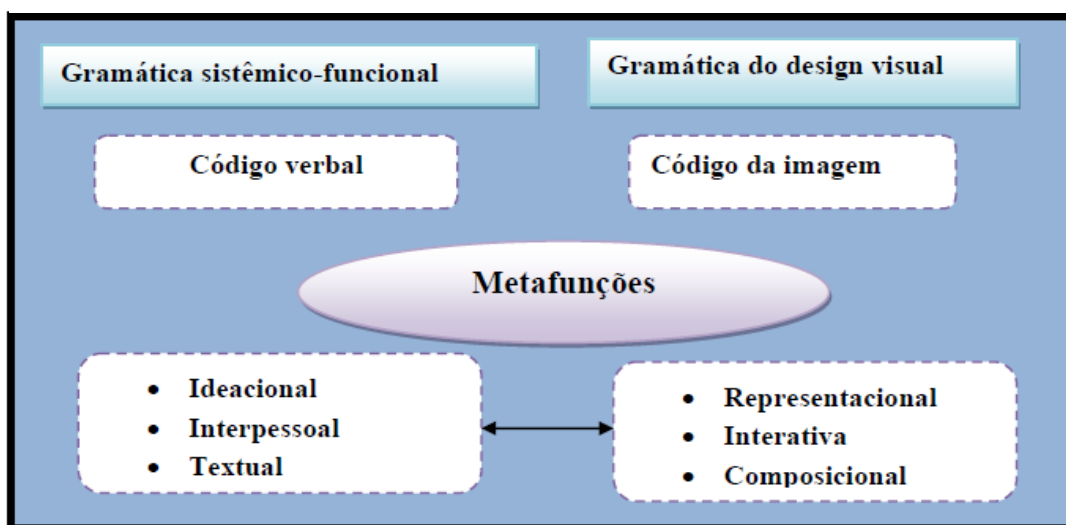 Gramática sistêmico-funcional
Gramática do design visual
Código verbal
Código da imagem
Metafunções
• Ideacional
• Interpessoal
• Textual
• Representacional
• Interativa
• Composicional